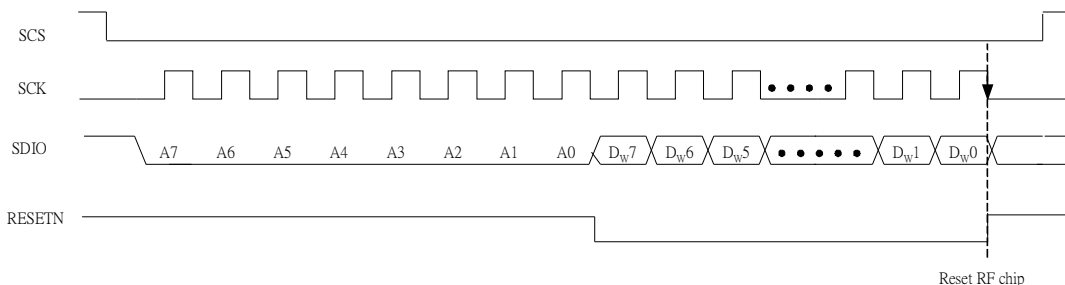 SCS
SCK
SDIO A7 A6 A5 A4 A3 A2 A1 A0 DW7 DW6 DW5 DW1 DW0
RESETN
Reset RF chip